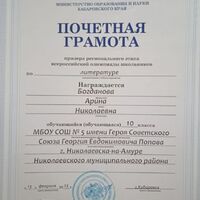 МИНИСТЕРСТВО ОБРАЗОВАНИЯ И НАУКИ
ХАБАРОВСКОГО КРАЯ
ПОЧЕТНАЯ
ГРАМОТА
призера регионального этапа
всероссийской олимпиады школьников
по литературе
Награждается
Богданова
Арина
Николаевна
обучающийся (обучающаяся) 10 класса
МБОУ СОШ № 5 имени Героя Советского
Союза Георгия Евдокимовича Попова
г. Николаевска-на-Амуре
Николаевского муниципального района
февраля
г. Хабаровск